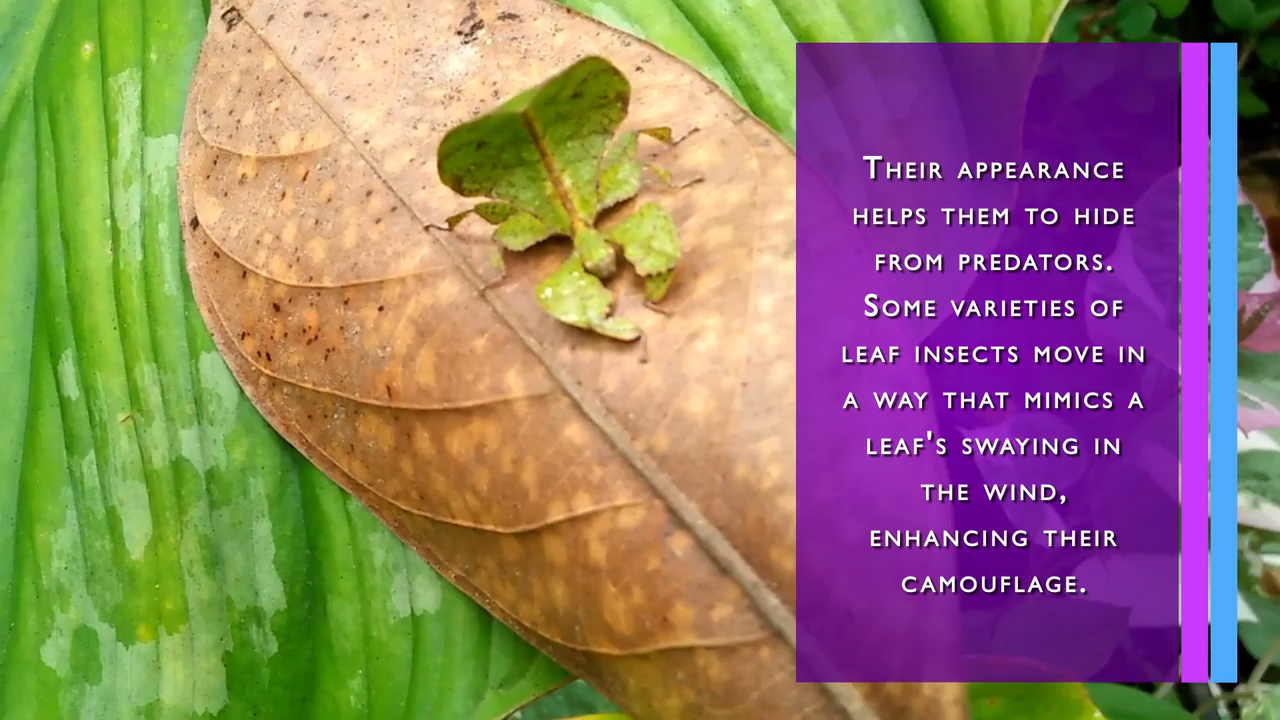 Their appearance
helps them to hide
from predators.
Some varieties of
leaf insects move in
a way that mimics a
leaf's swaying in
the wind,
enhancing their
camouflage.